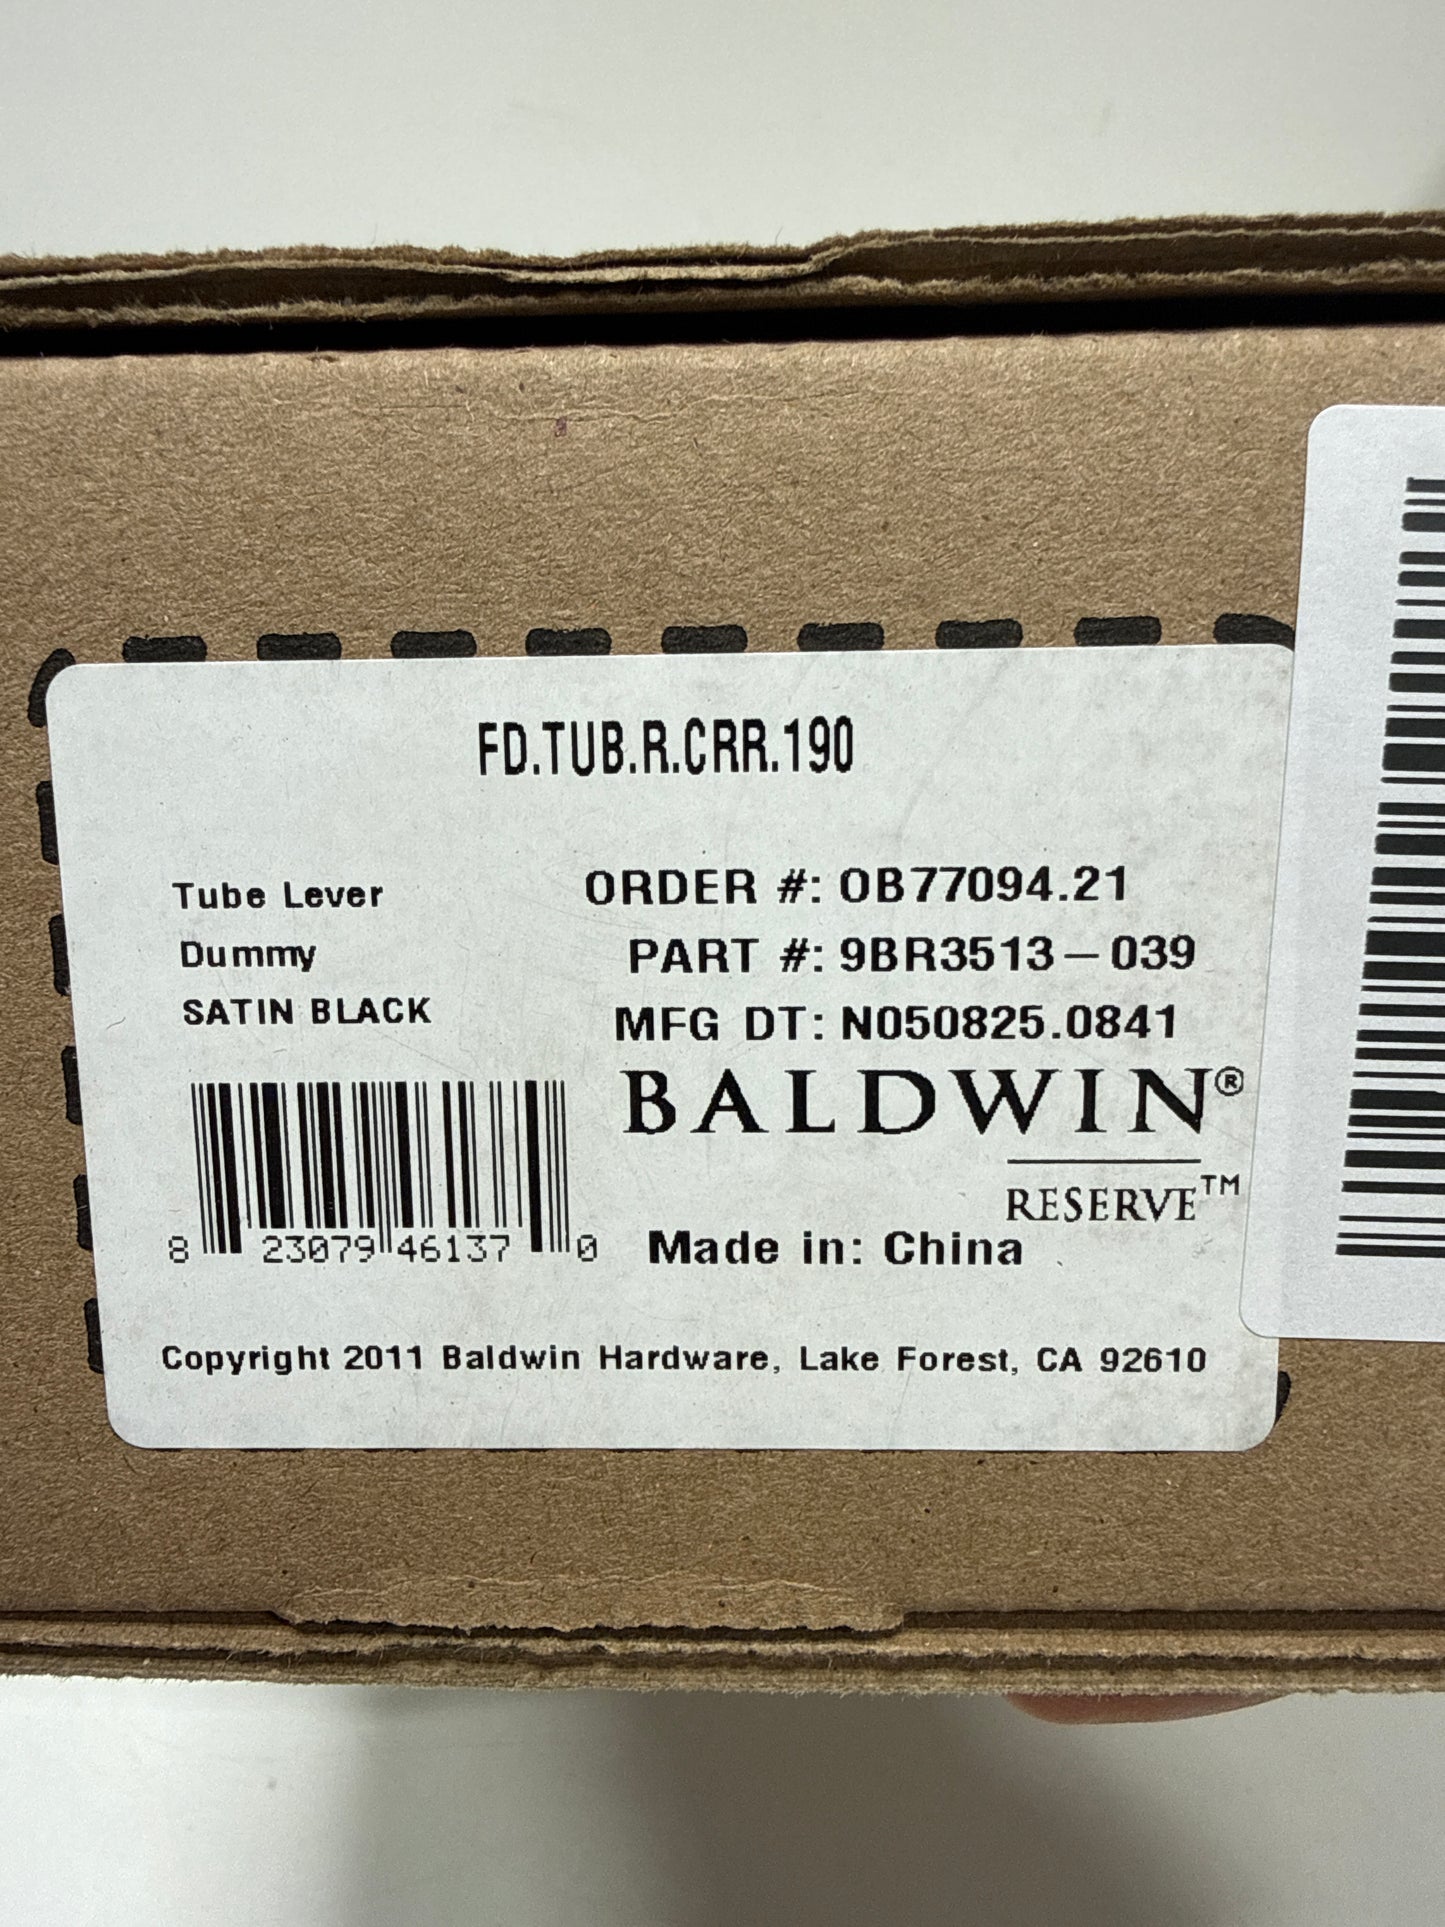 FD.TUB.R.CRR.190
Tube Lever
Dummy
SATIN BLACK
ORDER #: OB77094.21
PART #: 9BR3513-039
MFG DT: N050825.0841
BALDWIN®
RESERVE™
8 23079 46137 0
Made in: China
Copyright 2011 Baldwin Hardware, Lake Forest, CA 92610